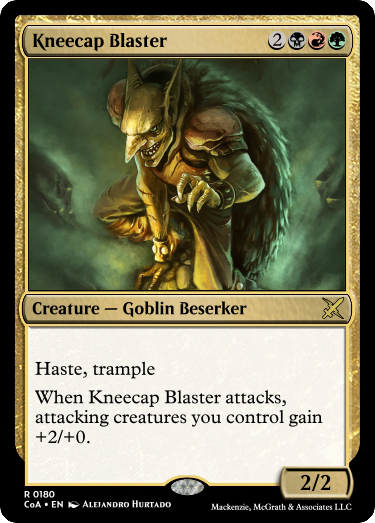 Kneecap Blaster 2
Creature — Goblin Beserker
Haste, trample
When Kneecap Blaster attacks,
attacking creatures you control gain
+2/+0.
2/2
R 0180
CoA • EN Alejandro Hurtado
Mackenzie, McGrath & Associates LLC